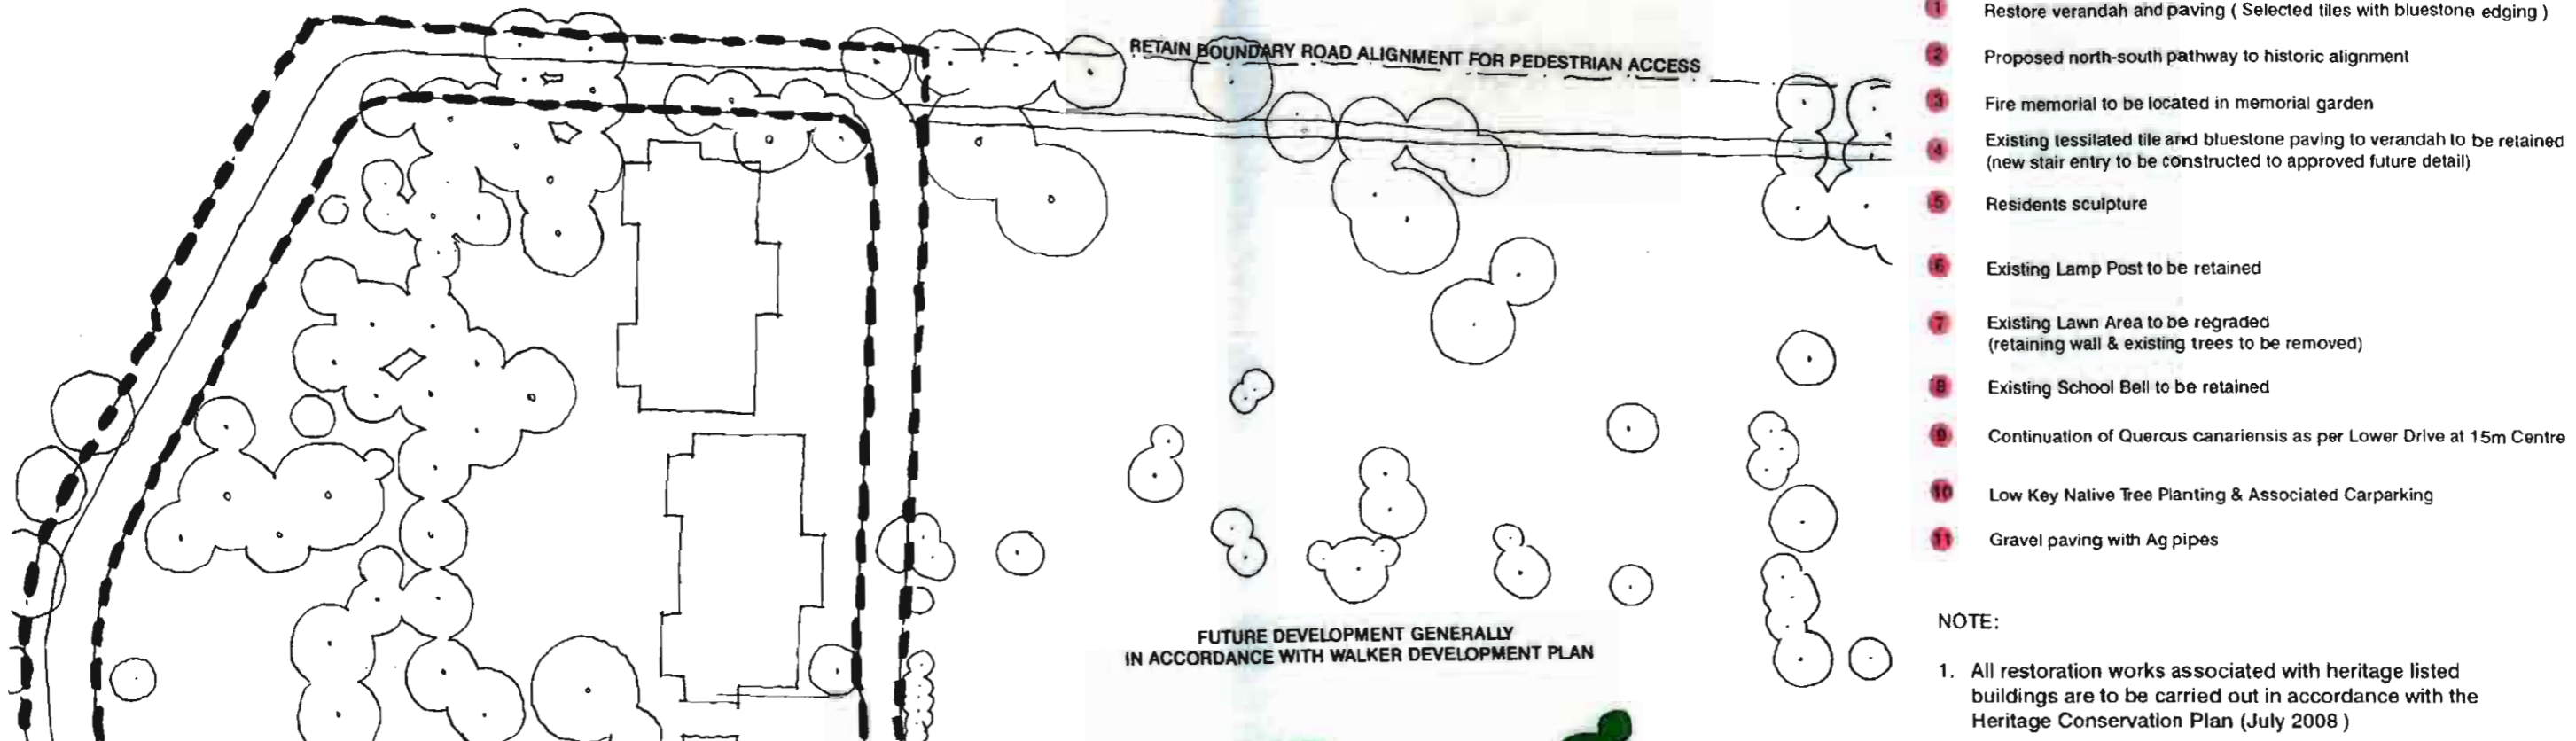 RETAIN BOUNDARY ROAD ALIGNMENT FOR PEDESTRIAN ACCESS
FUTURE DEVELOPMENT GENERALLY
IN ACCORDANCE WITH WALKER DEVELOPMENT PLAN
1 Restore verandah and paving ( Selected tiles with bluestone edging )
2 Proposed north-south pathway to historic alignment
3 Fire memorial to be located in memorial garden
4 Existing tessilated tile and bluestone paving to verandah to be retained
(new stair entry to be constructed to approved future detail)
5 Residents sculpture
6 Existing Lamp Post to be retained
7 Existing Lawn Area to be regraded
(retaining wall & existing trees to be removed)
8 Existing School Bell to be retained
9 Continuation of Quercus canariensis as per Lower Drive at 15m Centre
10 Low Key Native Tree Planting & Associated Carparking
11 Gravel paving with Ag pipes
NOTE:
1. All restoration works associated with heritage listed
buildings are to be carried out in accordance with the
Heritage Conservation Plan (July 2008 )